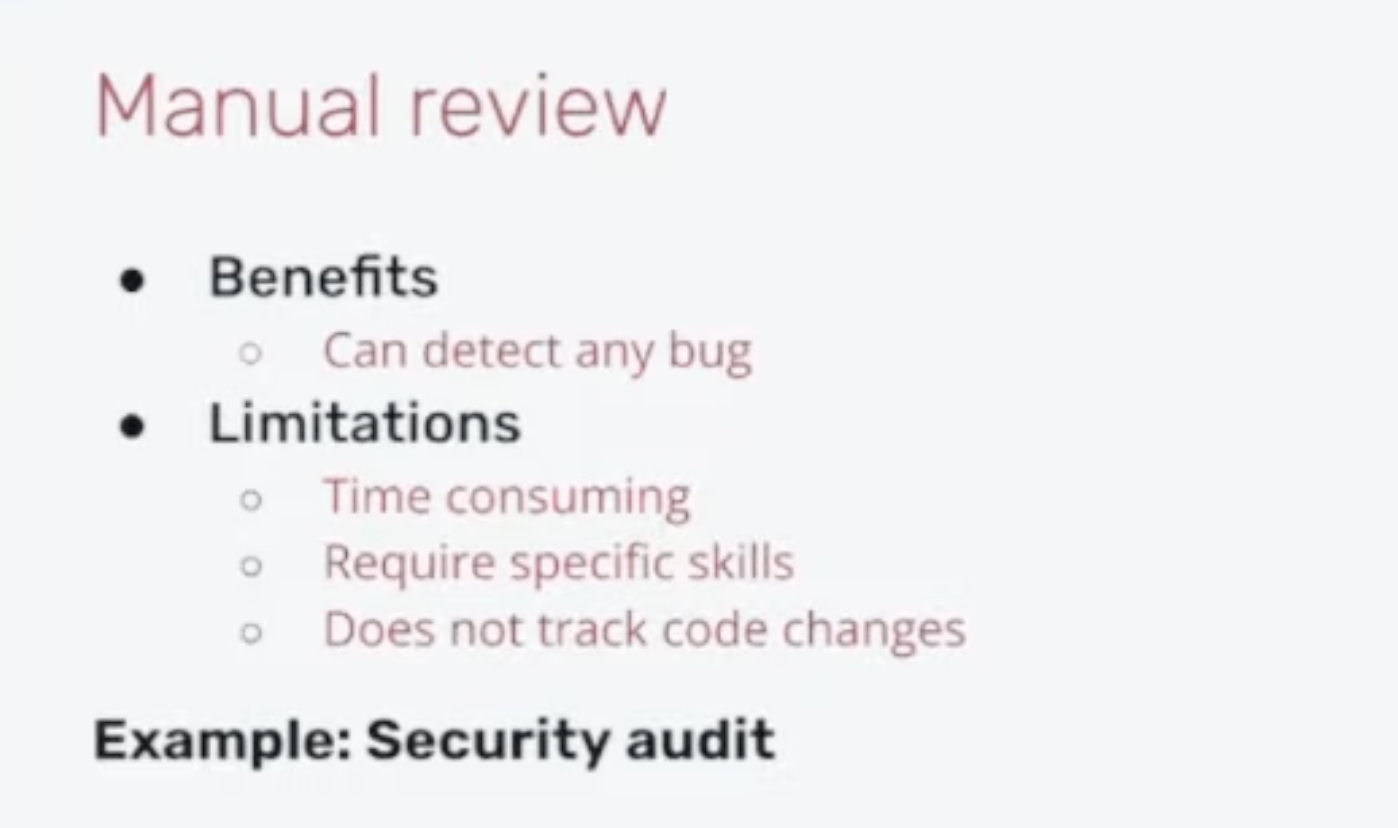 Manual review
● Benefits
○ Can detect any bug
● Limitations
○ Time consuming
○ Require specific skills
○ Does not track code changes
Example: Security audit